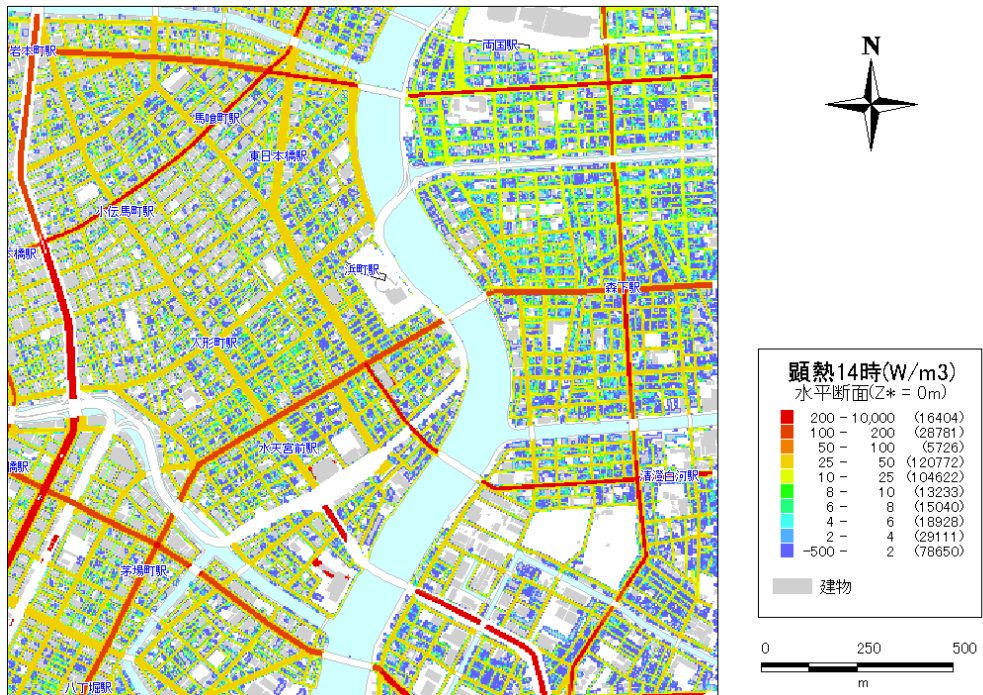 両国駅
岩本町駅
馬喰町駅
東日本橋駅
小伝馬町駅
橋駅
浜町駅
森下駅
人形町駅
水天宮前駅
橋駅
清澄白河駅
茅場町駅
八丁堀駅
N
顕熱14時(W/m3)
水平断面(Z* = 0m)
200 - 10,000 (16404)
100 - 200 (28781)
50 - 100 (5726)
25 - 50 (120772)
10 - 25 (104622)
8 - 10 (13233)
6 - 8 (15040)
4 - 6 (18928)
2 - 4 (29111)
-500 - 2 (78650)
建物
0 250 500
m